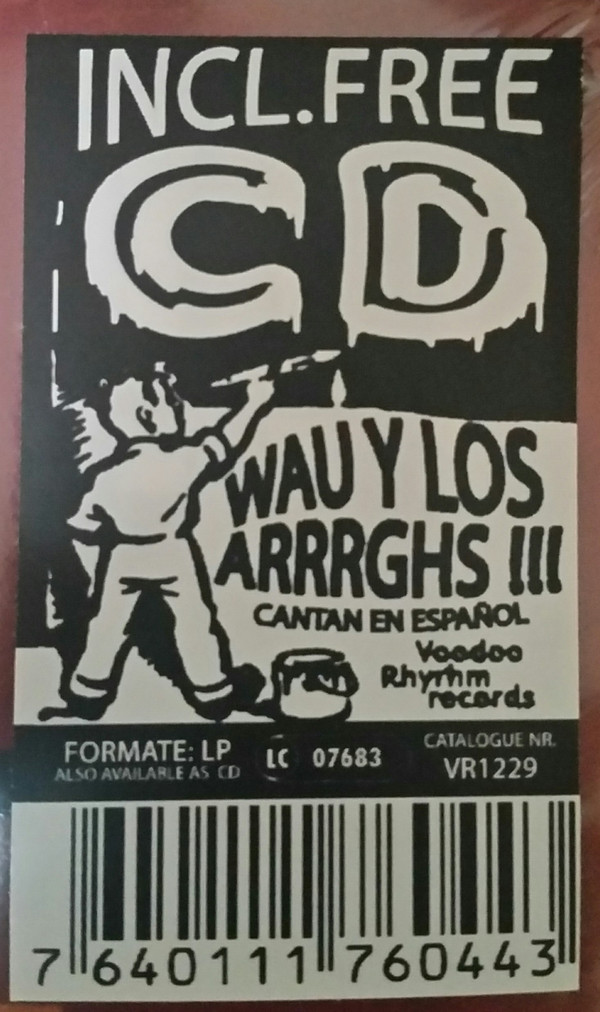 INCL.FREE
CD
WAU Y LOS
ARRRGHS !!!
CANTAN EN ESPAÑOL
Voodoo
Rhythm
records
FORMATE: LP
ALSO AVAILABLE AS CD
LC 07683
CATALOGUE NR.
VR1229
7 640111 760443